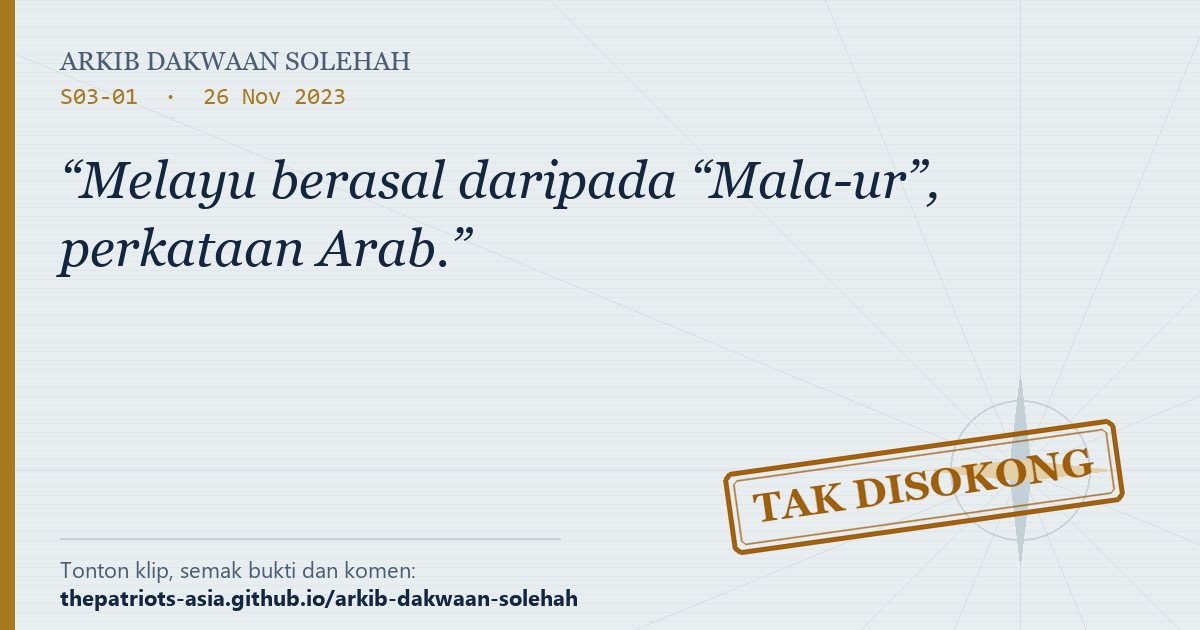 ARKIB DAKWAAN SOLEHAH
S03-01 · 26 Nov 2023
“Melayu berasal daripada “Mala-ur”,
perkataan Arab.”
TAK DISOKONG
Tonton klip, semak bukti dan komen:
thepatriots-asia.github.io/arkib-dakwaan-solehah